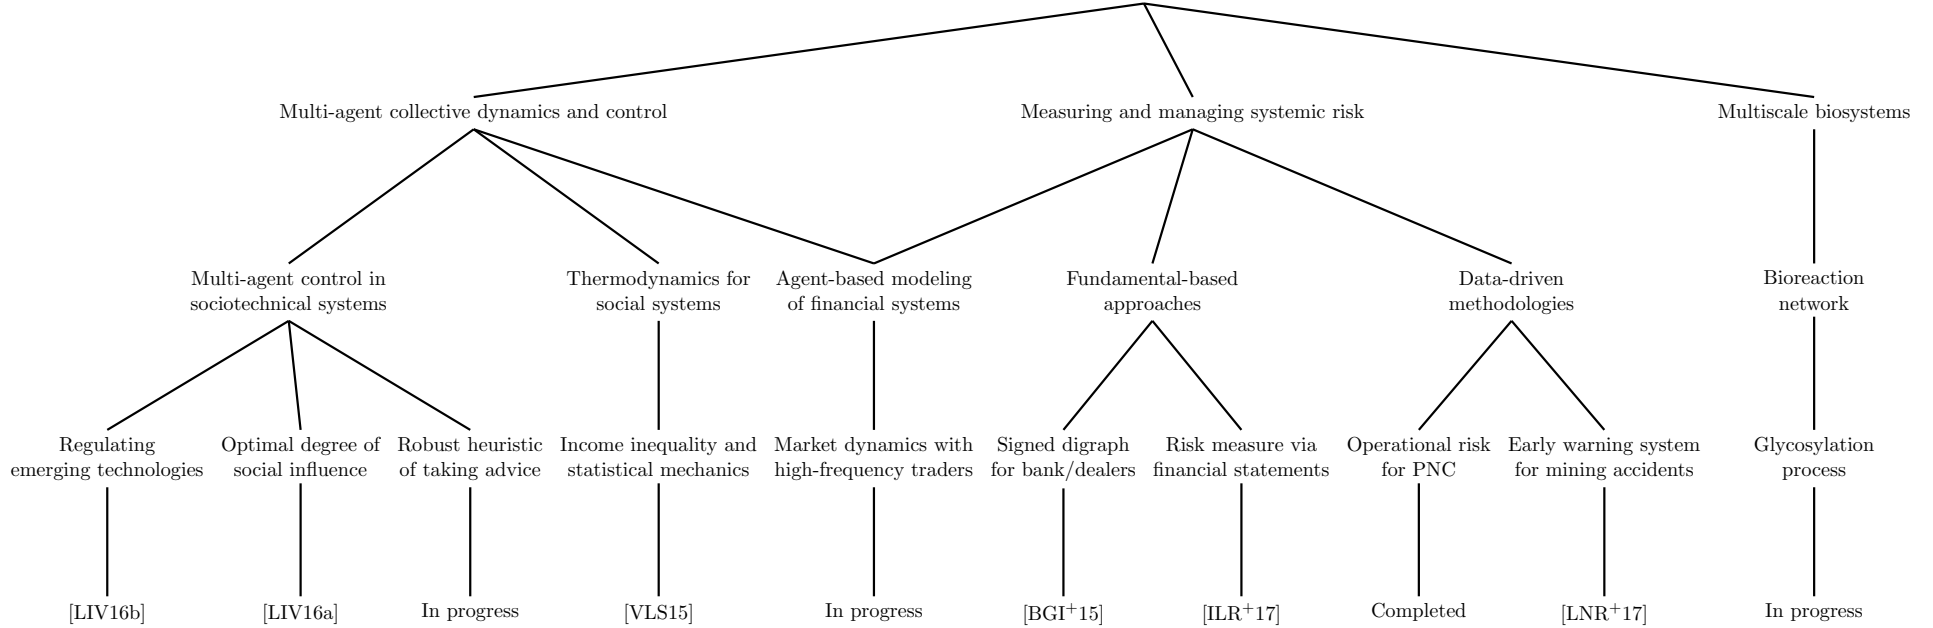 Multi-agent collective dynamics and control
Measuring and managing systemic risk
Multiscale biosystems
Multi-agent control in
sociotechnical systems
Thermodynamics for
social systems
Agent-based modeling
of financial systems
Fundamental-based
approaches
Data-driven
methodologies
Bioreaction
network
Regulating
emerging technologies
Optimal degree of
social influence
Robust heuristic
of taking advice
Income inequality and
statistical mechanics
Market dynamics with
high-frequency traders
Signed digraph
for bank/dealers
Risk measure via
financial statements
Operational risk
for PNC
Early warning system
for mining accidents
Glycosylation
process
[LIV16b]
[LIV16a]
In progress
[VLS15]
In progress
[BGI+15]
[ILR+17]
Completed
[LNR+17]
In progress